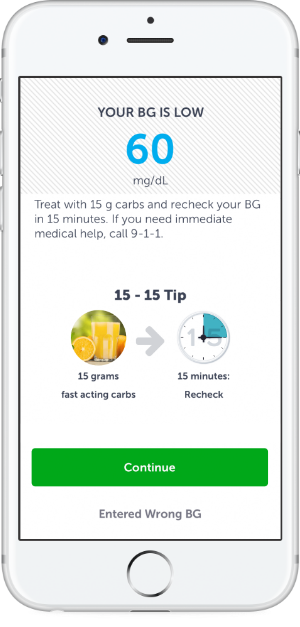 YOUR BG IS LOW
60
mg/dL
Treat with 15 g carbs and recheck your BG
in 15 minutes. If you need immediate
medical help, call 9-1-1.
15 - 15 Tip
15
15 grams
fast acting carbs
15 minutes:
Recheck
Continue
Entered Wrong BG